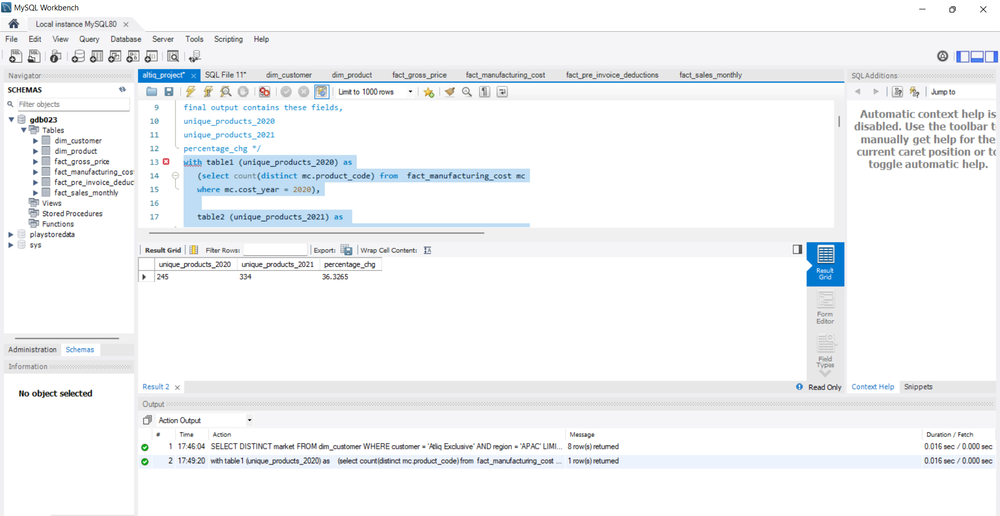 MySQL Workbench
Local instance MySQL80
File Edit View Query Database Server Tools Scripting Help
Navigator
SCHEMAS
Filter objects
gdb023
Tables
dim_customer
dim_product
fact_gross_price
fact_manufacturing_cos
fact_pre_invoice_deduc
fact_sales_monthly
Views
Stored Procedures
Functions
playstoredata
sys
Administration Schemas
Information
No object selected
altiq_project* SQL File 11* dim_customer dim_product fact_gross_price fact_manufacturing_cost fact_pre_invoice_deductions fact_sales_monthly
Limit to 1000 rows
9 final output contains these fields,
10 unique_products_2020
11 unique_products_2021
12 percentage_chg */
13 with table1 (unique_products_2020) as
14 (select count(distinct mc.product_code) from fact_manufacturing_cost mc
15 where mc.cost_year = 2020),
16
17 table2 (unique_products_2021) as
Result Grid Filter Rows: Export: Wrap Cell Content:
unique_products_2020 unique_products_2021 percentage_chg
245 334 36.3265
Result Grid
Form Editor
Field Types
Result 2
Read Only
SQLAdditions
Jump to
Automatic context help is
disabled. Use the toolbar t
manually get help for the
current caret position or to
toggle automatic help.
Context Help Snippets
Output
Action Output
# Time Action Message Duration / Fetch
1 17:46:04 SELECT DISTINCT market FROM dim_customer WHERE customer = 'Atliq Exclusive' AND region = 'APAC' LIMI... 8 row(s) returned 0.016 sec / 0.000 sec
2 17:49:20 with table1 (unique_products_2020) as (select count(distinct mc.product_code) from fact_manufacturing_cost ... 1 row(s) returned 0.016 sec / 0.000 sec